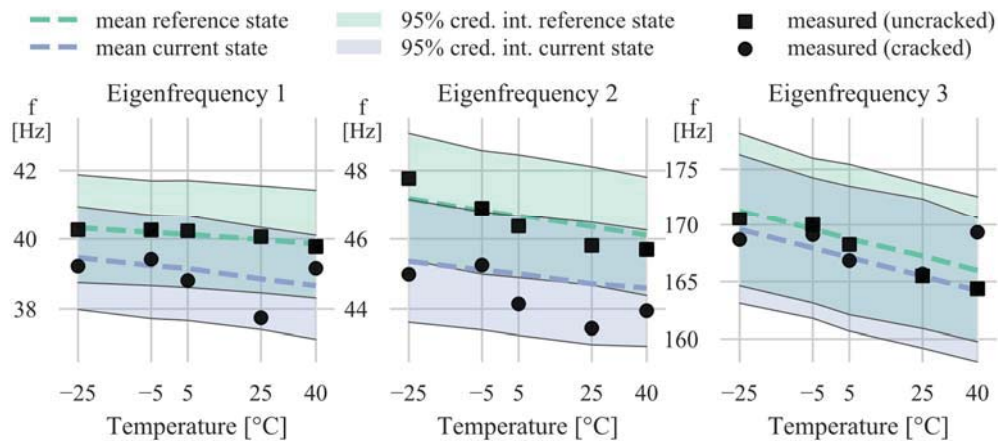 mean reference state 95% cred. int. reference state measured (uncracked)
mean current state 95% cred. int. current state measured (cracked)
f Eigenfrequency 1 f Eigenfrequency 2 f Eigenfrequency 3
[Hz] [Hz] [Hz]
42
40
38
48
46
44
175
170
165
160
−25 −5 5 25 40 −25 −5 5 25 40 −25 −5 5 25 40
Temperature [°C] Temperature [°C] Temperature [°C]